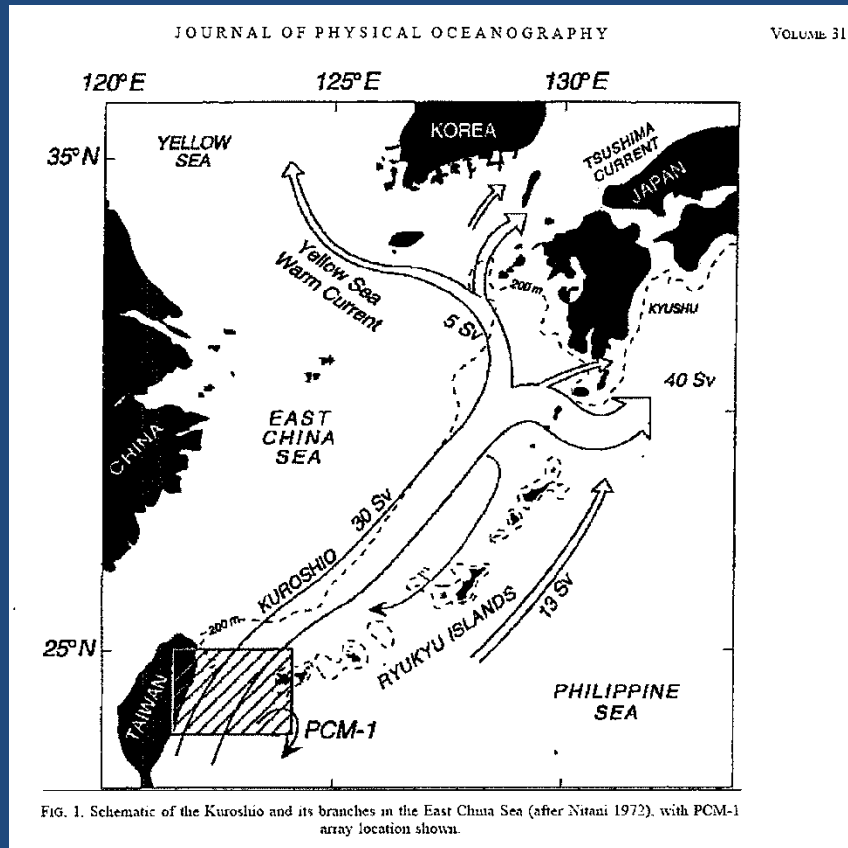 JOURNAL OF PHYSICAL OCEANOGRAPHY
VOLUME 31
120°E
125°E
130°E
35°N
YELLOW
SEA
KOREA
TSUSHIMA
CURRENT
JAPAN
Yellow Sea
Warm Current
200 m
KYUSHU
5 Sv
40 Sv
EAST
CHINA
SEA
CHINA
30 Sv
KUROSHIO
200 m
25°N
RYUKYU ISLANDS
13 Sv
TAIWAN
PHILIPPINE
SEA
PCM-1
FIG. 1. Schematic of the Kuroshio and its branches in the East China Sea (after Nitani 1972), with PCM-1
array location shown.